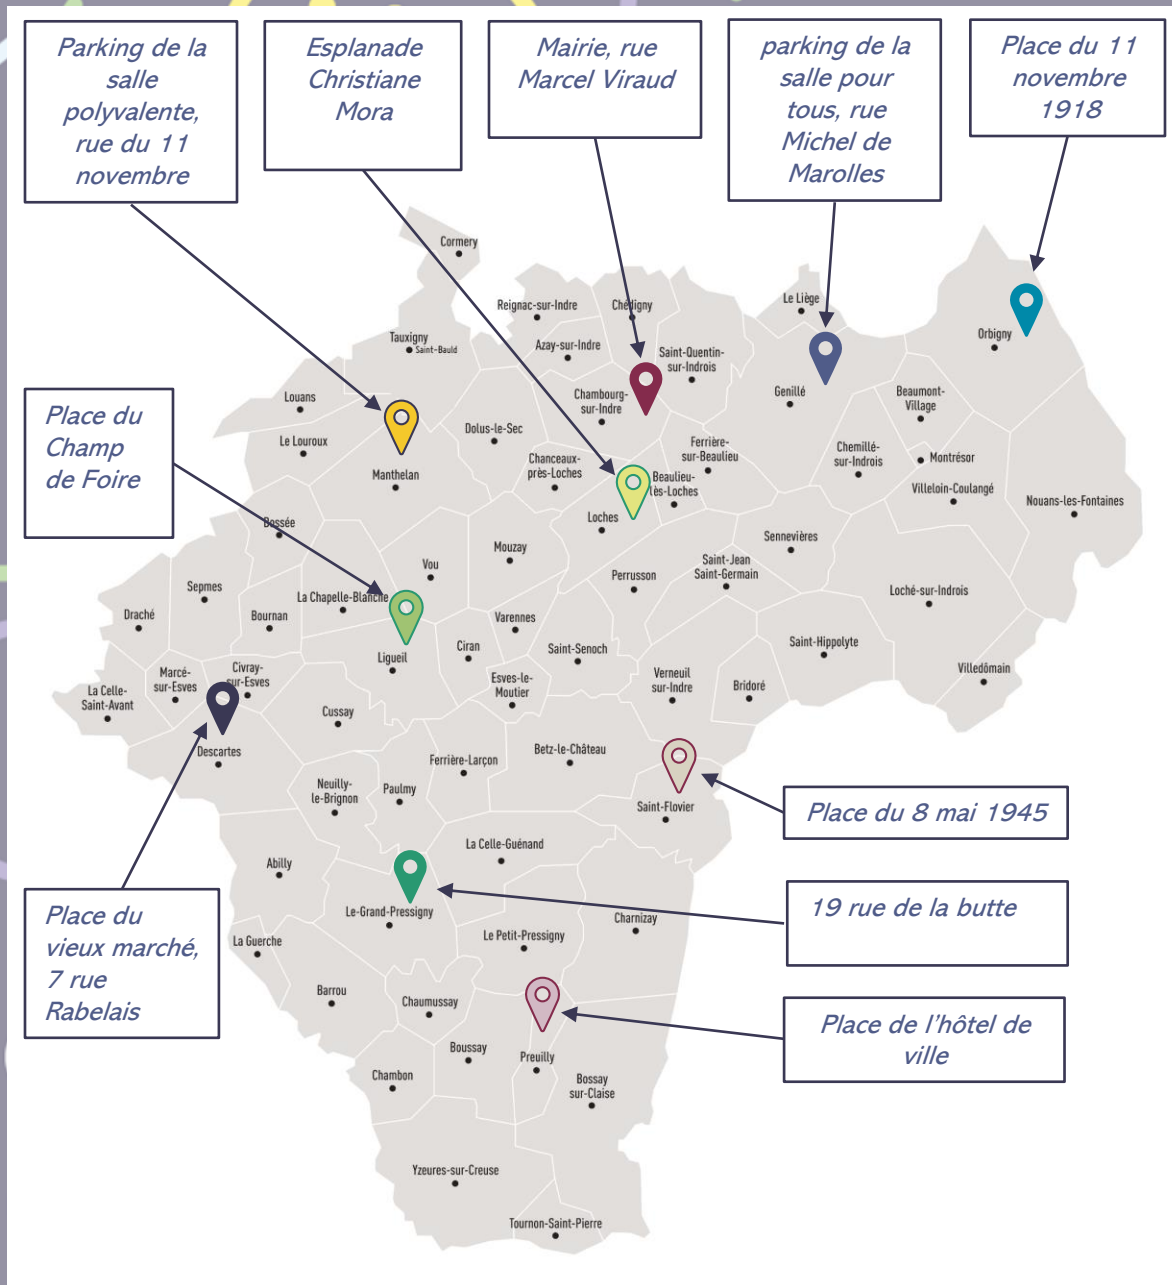 Parking de la
salle
polyvalente,
rue du 11
novembre
Esplanade
Christiane
Mora
Mairie, rue
Marcel Viraud
parking de la
salle pour
tous, rue
Michel de
Marolles
Place du 11
novembre
1918
Cormery
Reignac-sur-Indre
Chédigny
Le Liège
Orbigny
Tauxigny
Saint-Bauld
Azay-sur-Indre
Saint-Quentin-
sur-Indrois
Genillé
Beaumont-
Village
Louans
Chambourg-
sur-Indre
Place du
Champ
de Foire
Le Louroux
Dolus-le-Sec
Manthelan
Chanceaux-
près-Loches
Ferrière-
sur-Beaulieu
Chemillé-
sur-Indrois
Montrésor
Beaulieu-
lès-Loches
Villeloin-Coulangé
Nouans-les-Fontaines
Loches
Bossée
Mouzay
Sennevières
Vou
Perrusson
Saint-Jean
Saint-Germain
Sepmes
La Chapelle-Blanche
Loché-sur-Indrois
Draché
Bournan
Varennes
Saint-Hippolyte
Ligueil
Ciran
Saint-Senoch
Villedômain
Marcé-
sur-Esves
Civray-
sur-Esves
Esves-le-
Moutier
Verneuil
sur-Indre
Bridoré
La Celle-
Saint-Avant
Cussay
Descartes
Ferrière-Larçon
Betz-le-Château
Neuilly-
le-Brignon
Paulmy
Saint-Flovier
Place du 8 mai 1945
La Celle-Guénand
Abilly
Le-Grand-Pressigny
Charnizay
19 rue de la butte
Place du
vieux marché,
7 rue
Rabelais
La Guerche
Le Petit-Pressigny
Barrou
Chaumussay
Place de l'hôtel de
ville
Boussay
Preuilly
Chambon
Bossay
sur-Claise
Yzeures-sur-Creuse
Tournon-Saint-Pierre